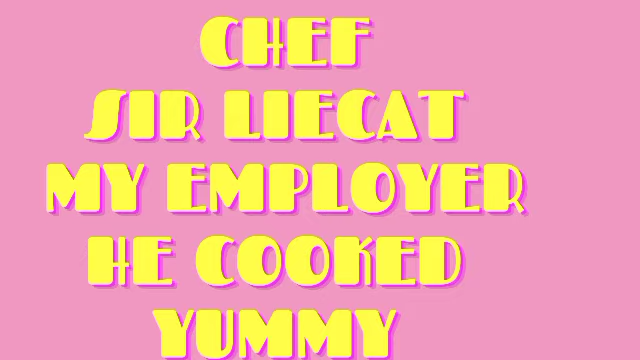 CHEF
SIR LIECAT
MY EMPLOYER
HE COOKED
YUMMY